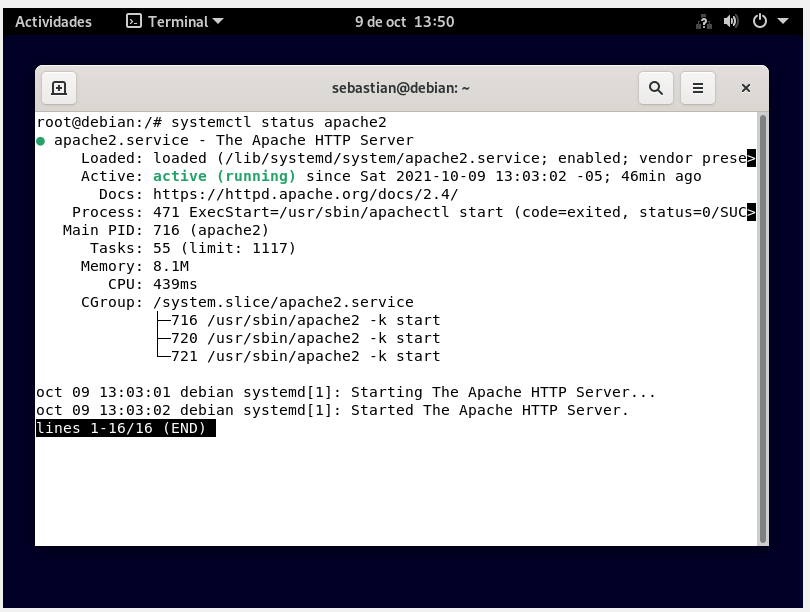 Actividades Terminal 9 de oct 13:50
sebastian@debian: ~
root@debian:/# systemctl status apache2
● apache2.service - The Apache HTTP Server
     Loaded: loaded (/lib/systemd/system/apache2.service; enabled; vendor prese>
     Active: active (running) since Sat 2021-10-09 13:03:02 -05; 46min ago
       Docs: https://httpd.apache.org/docs/2.4/
    Process: 471 ExecStart=/usr/sbin/apachectl start (code=exited, status=0/SUC>
   Main PID: 716 (apache2)
      Tasks: 55 (limit: 1117)
     Memory: 8.1M
        CPU: 439ms
     CGroup: /system.slice/apache2.service
             ├─716 /usr/sbin/apache2 -k start
             ├─720 /usr/sbin/apache2 -k start
             └─721 /usr/sbin/apache2 -k start
oct 09 13:03:01 debian systemd[1]: Starting The Apache HTTP Server...
oct 09 13:03:02 debian systemd[1]: Started The Apache HTTP Server.
lines 1-16/16 (END)